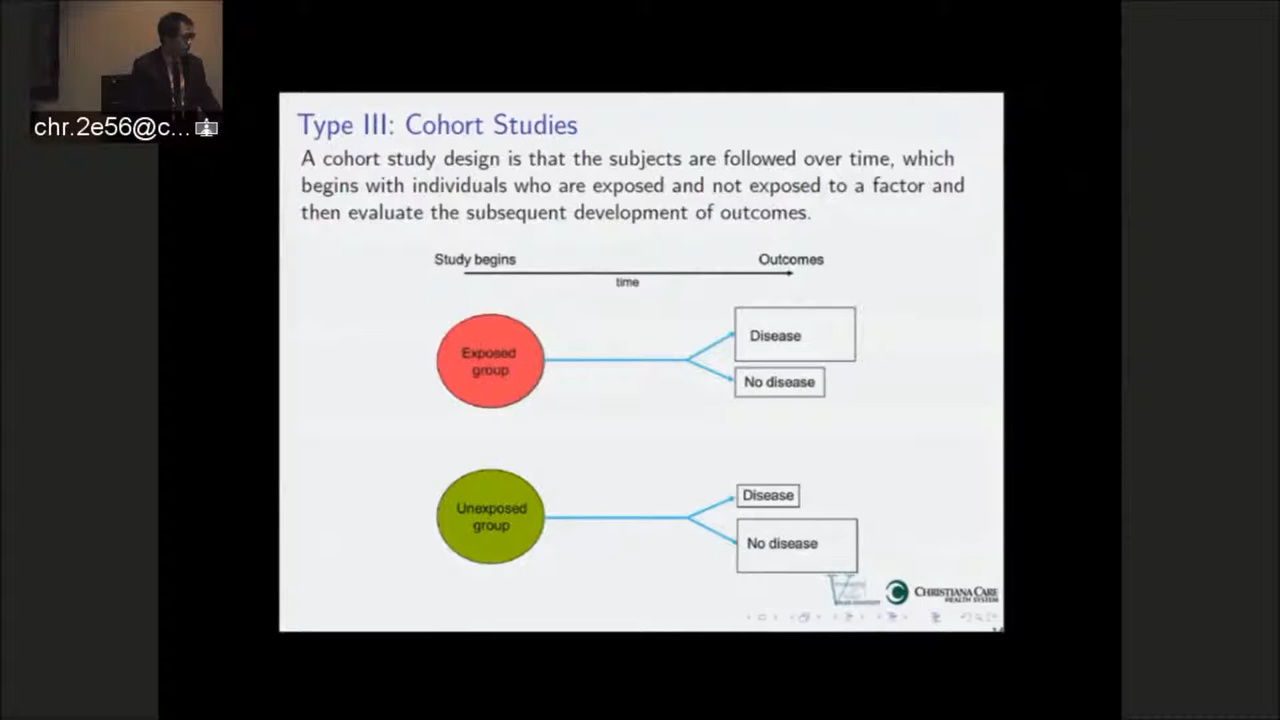 chr.2e56@c...
Type III: Cohort Studies
A cohort study design is that the subjects are followed over time, which
begins with individuals who are exposed and not exposed to a factor and
then evaluate the subsequent development of outcomes.
Study begins
Outcomes
time
Exposed
group
Disease
No disease
Unexposed
group
Disease
No disease
CHRISTIANA CARE
HEALTH SYSTEM